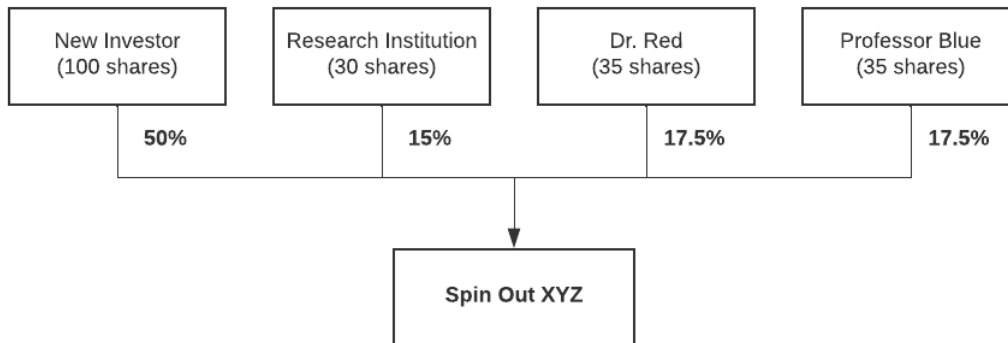 New Investor
(100 shares)
Research Institution
(30 shares)
Dr. Red
(35 shares)
Professor Blue
(35 shares)
50%
15%
17.5%
17.5%
Spin Out XYZ